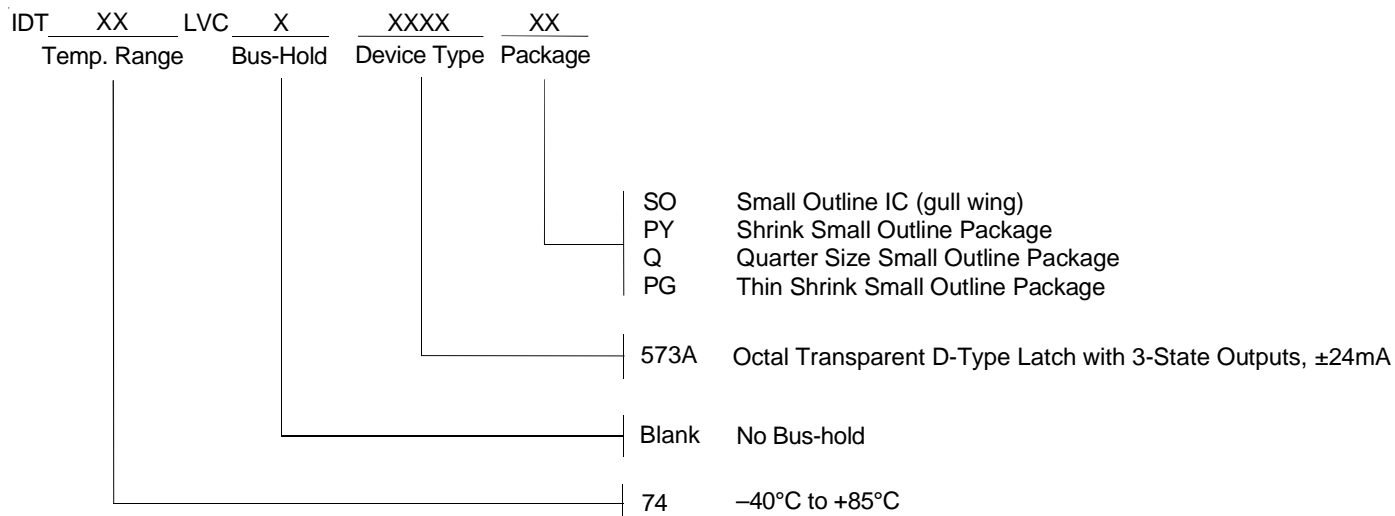 IDT XX LVC X XXXX XX
Temp. Range Bus-Hold Device Type Package
SO Small Outline IC (gull wing)
PY Shrink Small Outline Package
Q Quarter Size Small Outline Package
PG Thin Shrink Small Outline Package
573A Octal Transparent D-Type Latch with 3-State Outputs, ±24mA
Blank No Bus-hold
74 –40°C to +85°C